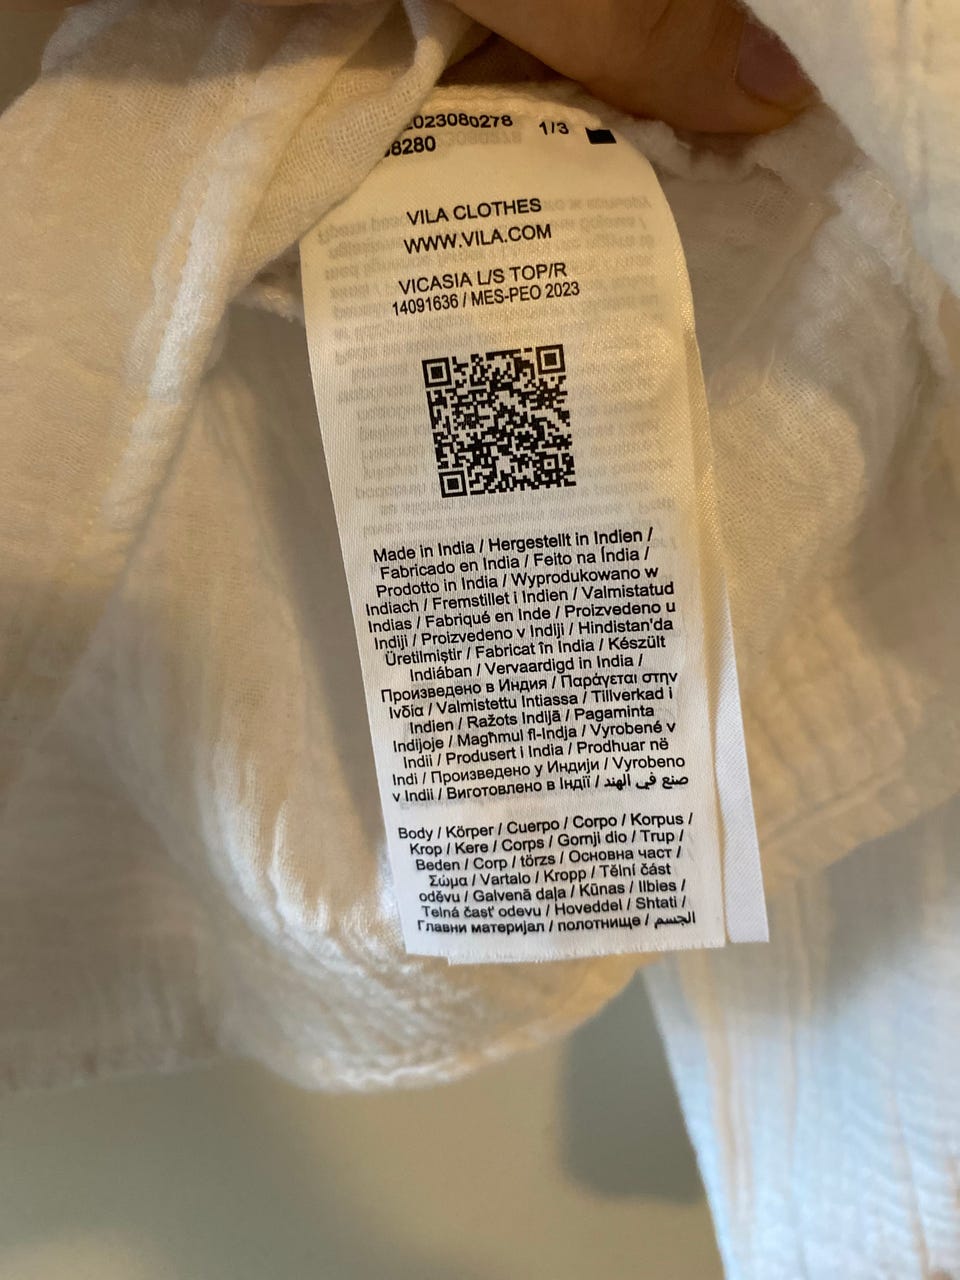 2023080278 1/3
8280
VILA CLOTHES
WWW.VILA.COM
VICASIA L/S TOP/R
14091636 / MES-PEO 2023
Made in India / Hergestellt in Indien /
Fabricado en India / Feito na Índia /
Prodotto in India / Wyprodukowano w
Indiach / Fremstillet i Indien / Valmistatud
Indias / Fabriqué en Inde / Proizvedeno u
Indiji / Proizvedeno v Indiji / Hindistan'da
Üretilmiştir / Fabricat în India / Készült
Indiában / Vervaardigd in India /
Произведено в Индия / Παράγεται στην
Ινδία / Valmistettu Intiassa / Tillverkad i
Indien / Ražots Indijā / Pagaminta
Indijoje / Magħmul fl-Indja / Vyrobené v
Indii / Produsert i India / Prodhuar në
Indi / Произведено у Индији / Vyrobeno
v Indii / Виготовлено в Індії / صنع في الهند
Body / Körper / Cuerpo / Corpo / Korpus /
Krop / Kere / Corps / Gornji dio / Trup /
Beden / Corp / törzs / Основна част /
Σώμα / Vartalo / Kropp / Tělní část
oděvu / Galvenā daļa / Kūnas / Ilbies /
Telná časť odevu / Hoveddel / Shtati /
Главни материјал / полотнище / الجسم